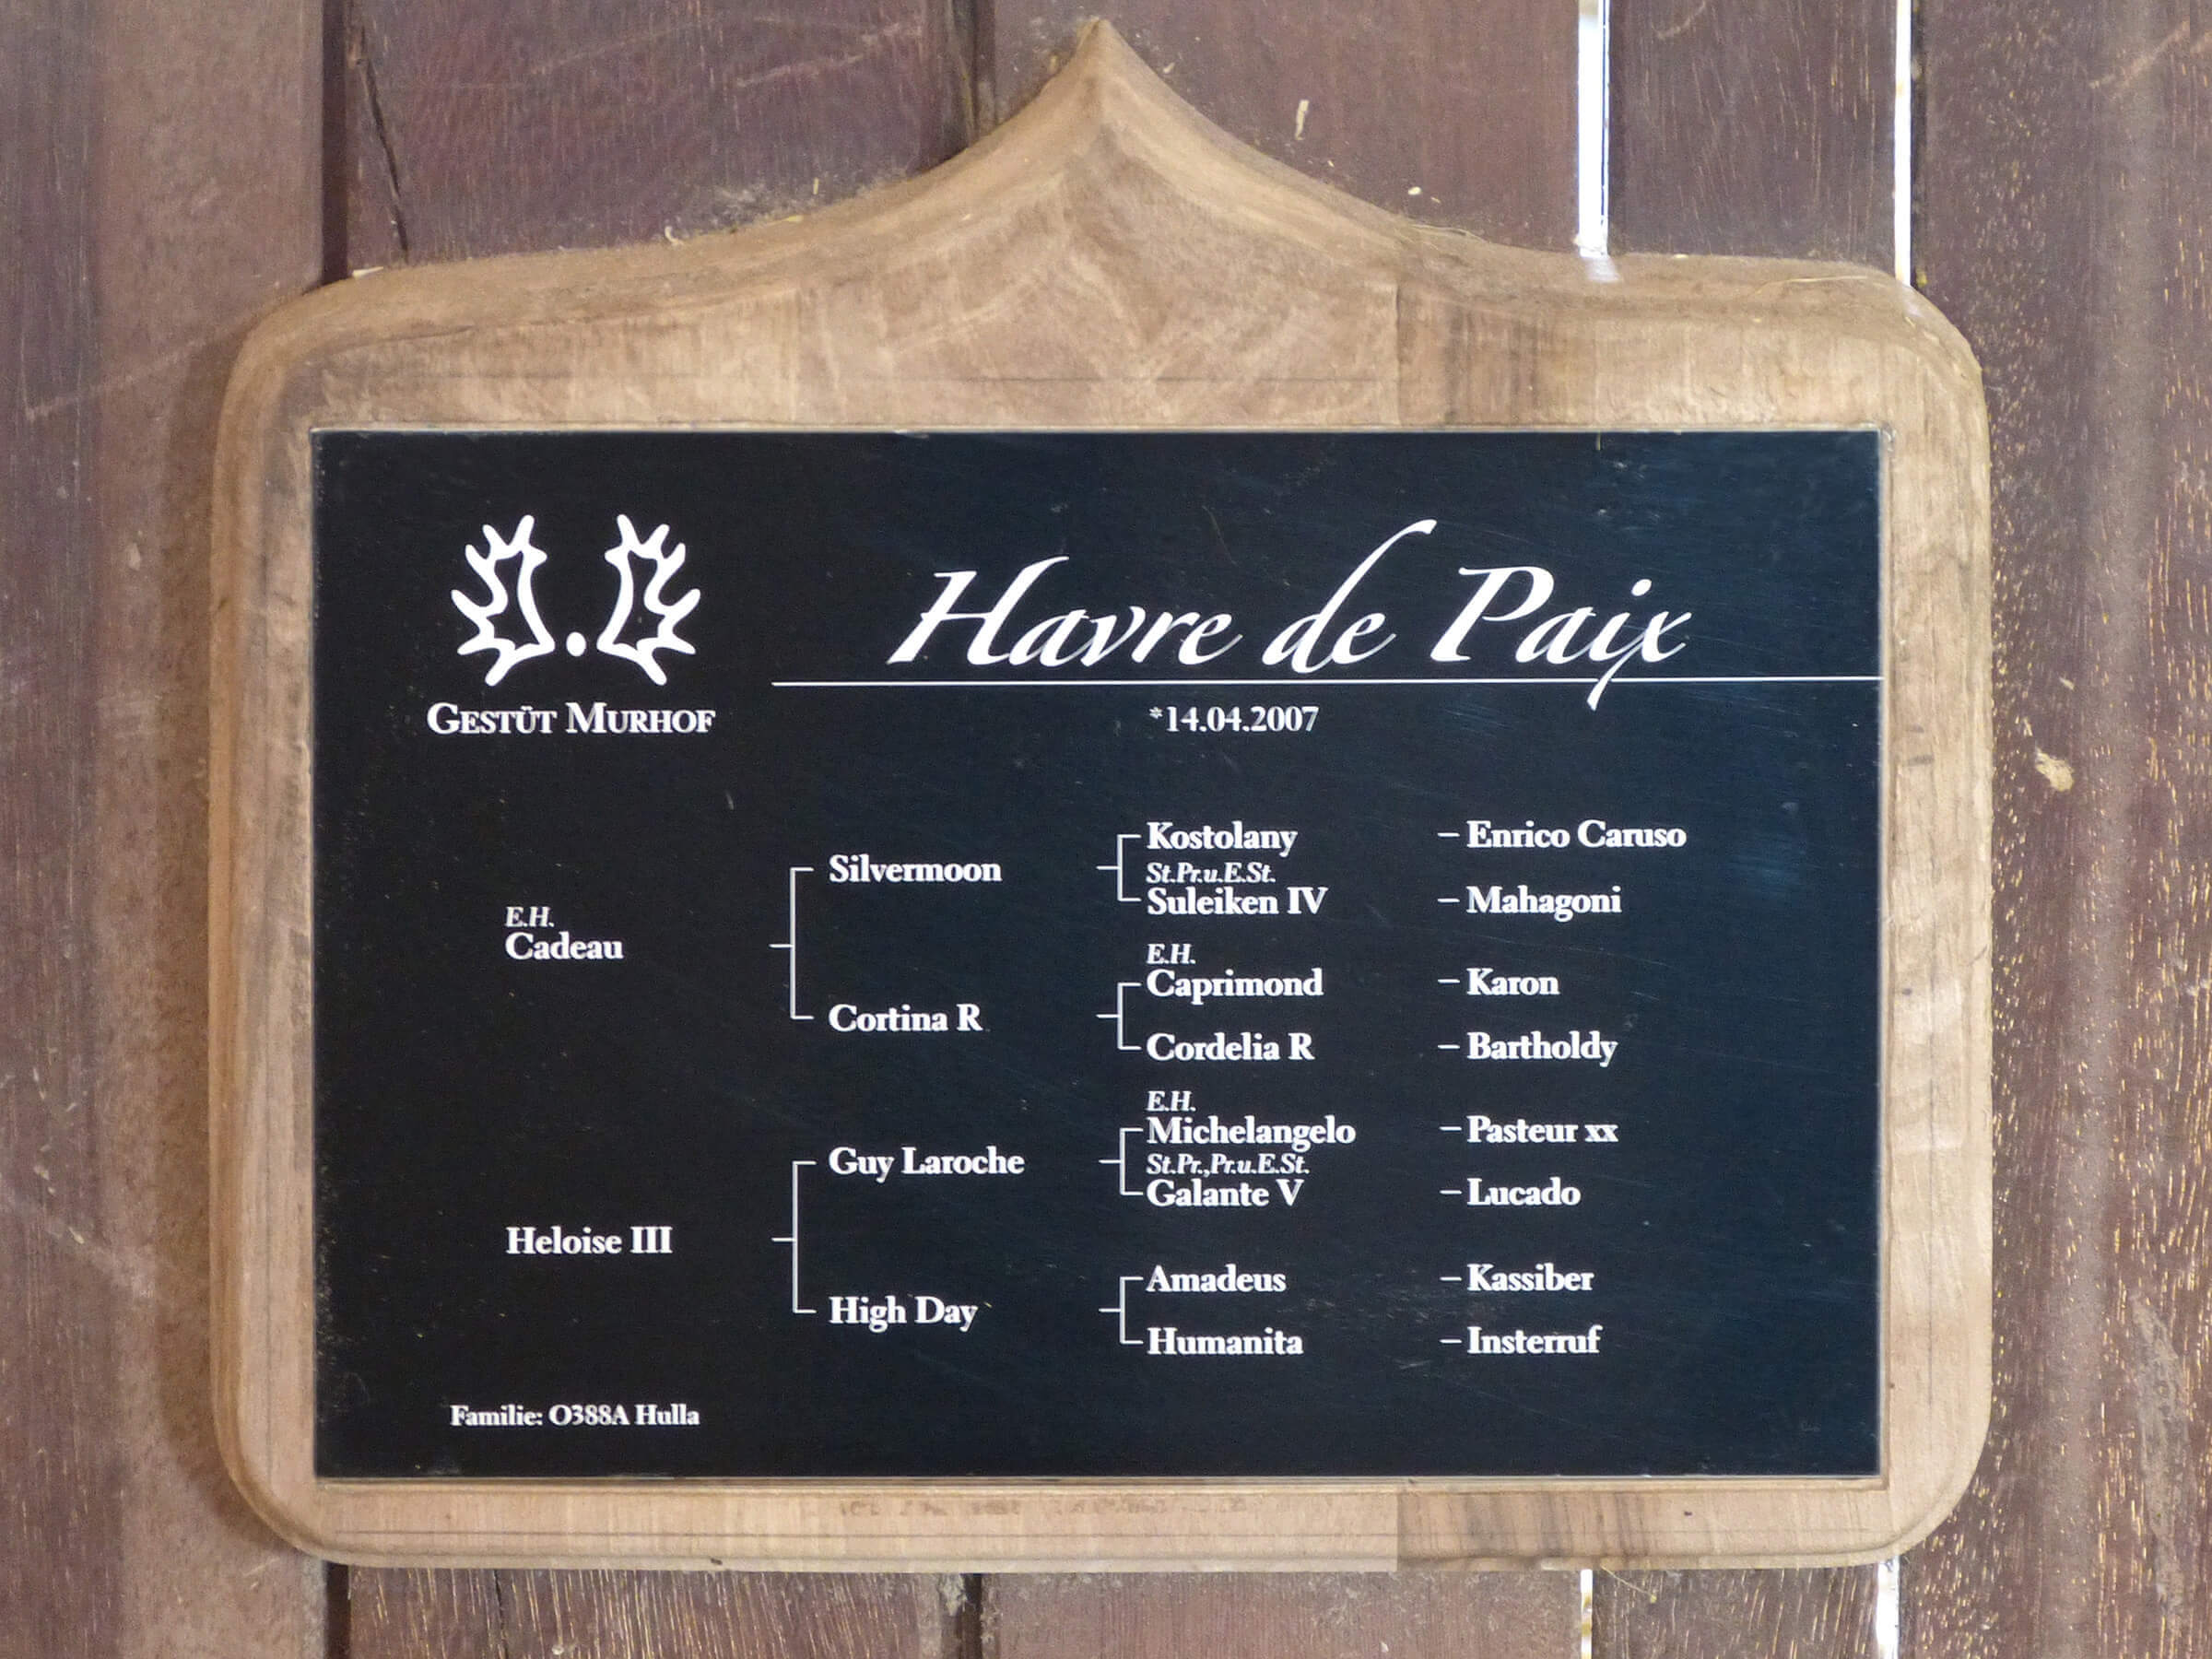 Havre de Paix
GESTÜT MURHOF
*14.04.2007
E.H.
Cadeau
Silvermoon
Kostolany – Enrico Caruso
St.Pr.u.E.St.
Suleiken IV – Mahagoni
Cortina R
E.H.
Caprimond – Karon
Cordelia R – Bartholdy
Heloise III
Guy Laroche
E.H.
Michelangelo – Pasteur xx
St.Pr.,Pr.u.E.St.
Galante V – Lucado
High Day
Amadeus – Kassiber
Humanita – Insterruf
Familie: O388A Hulla